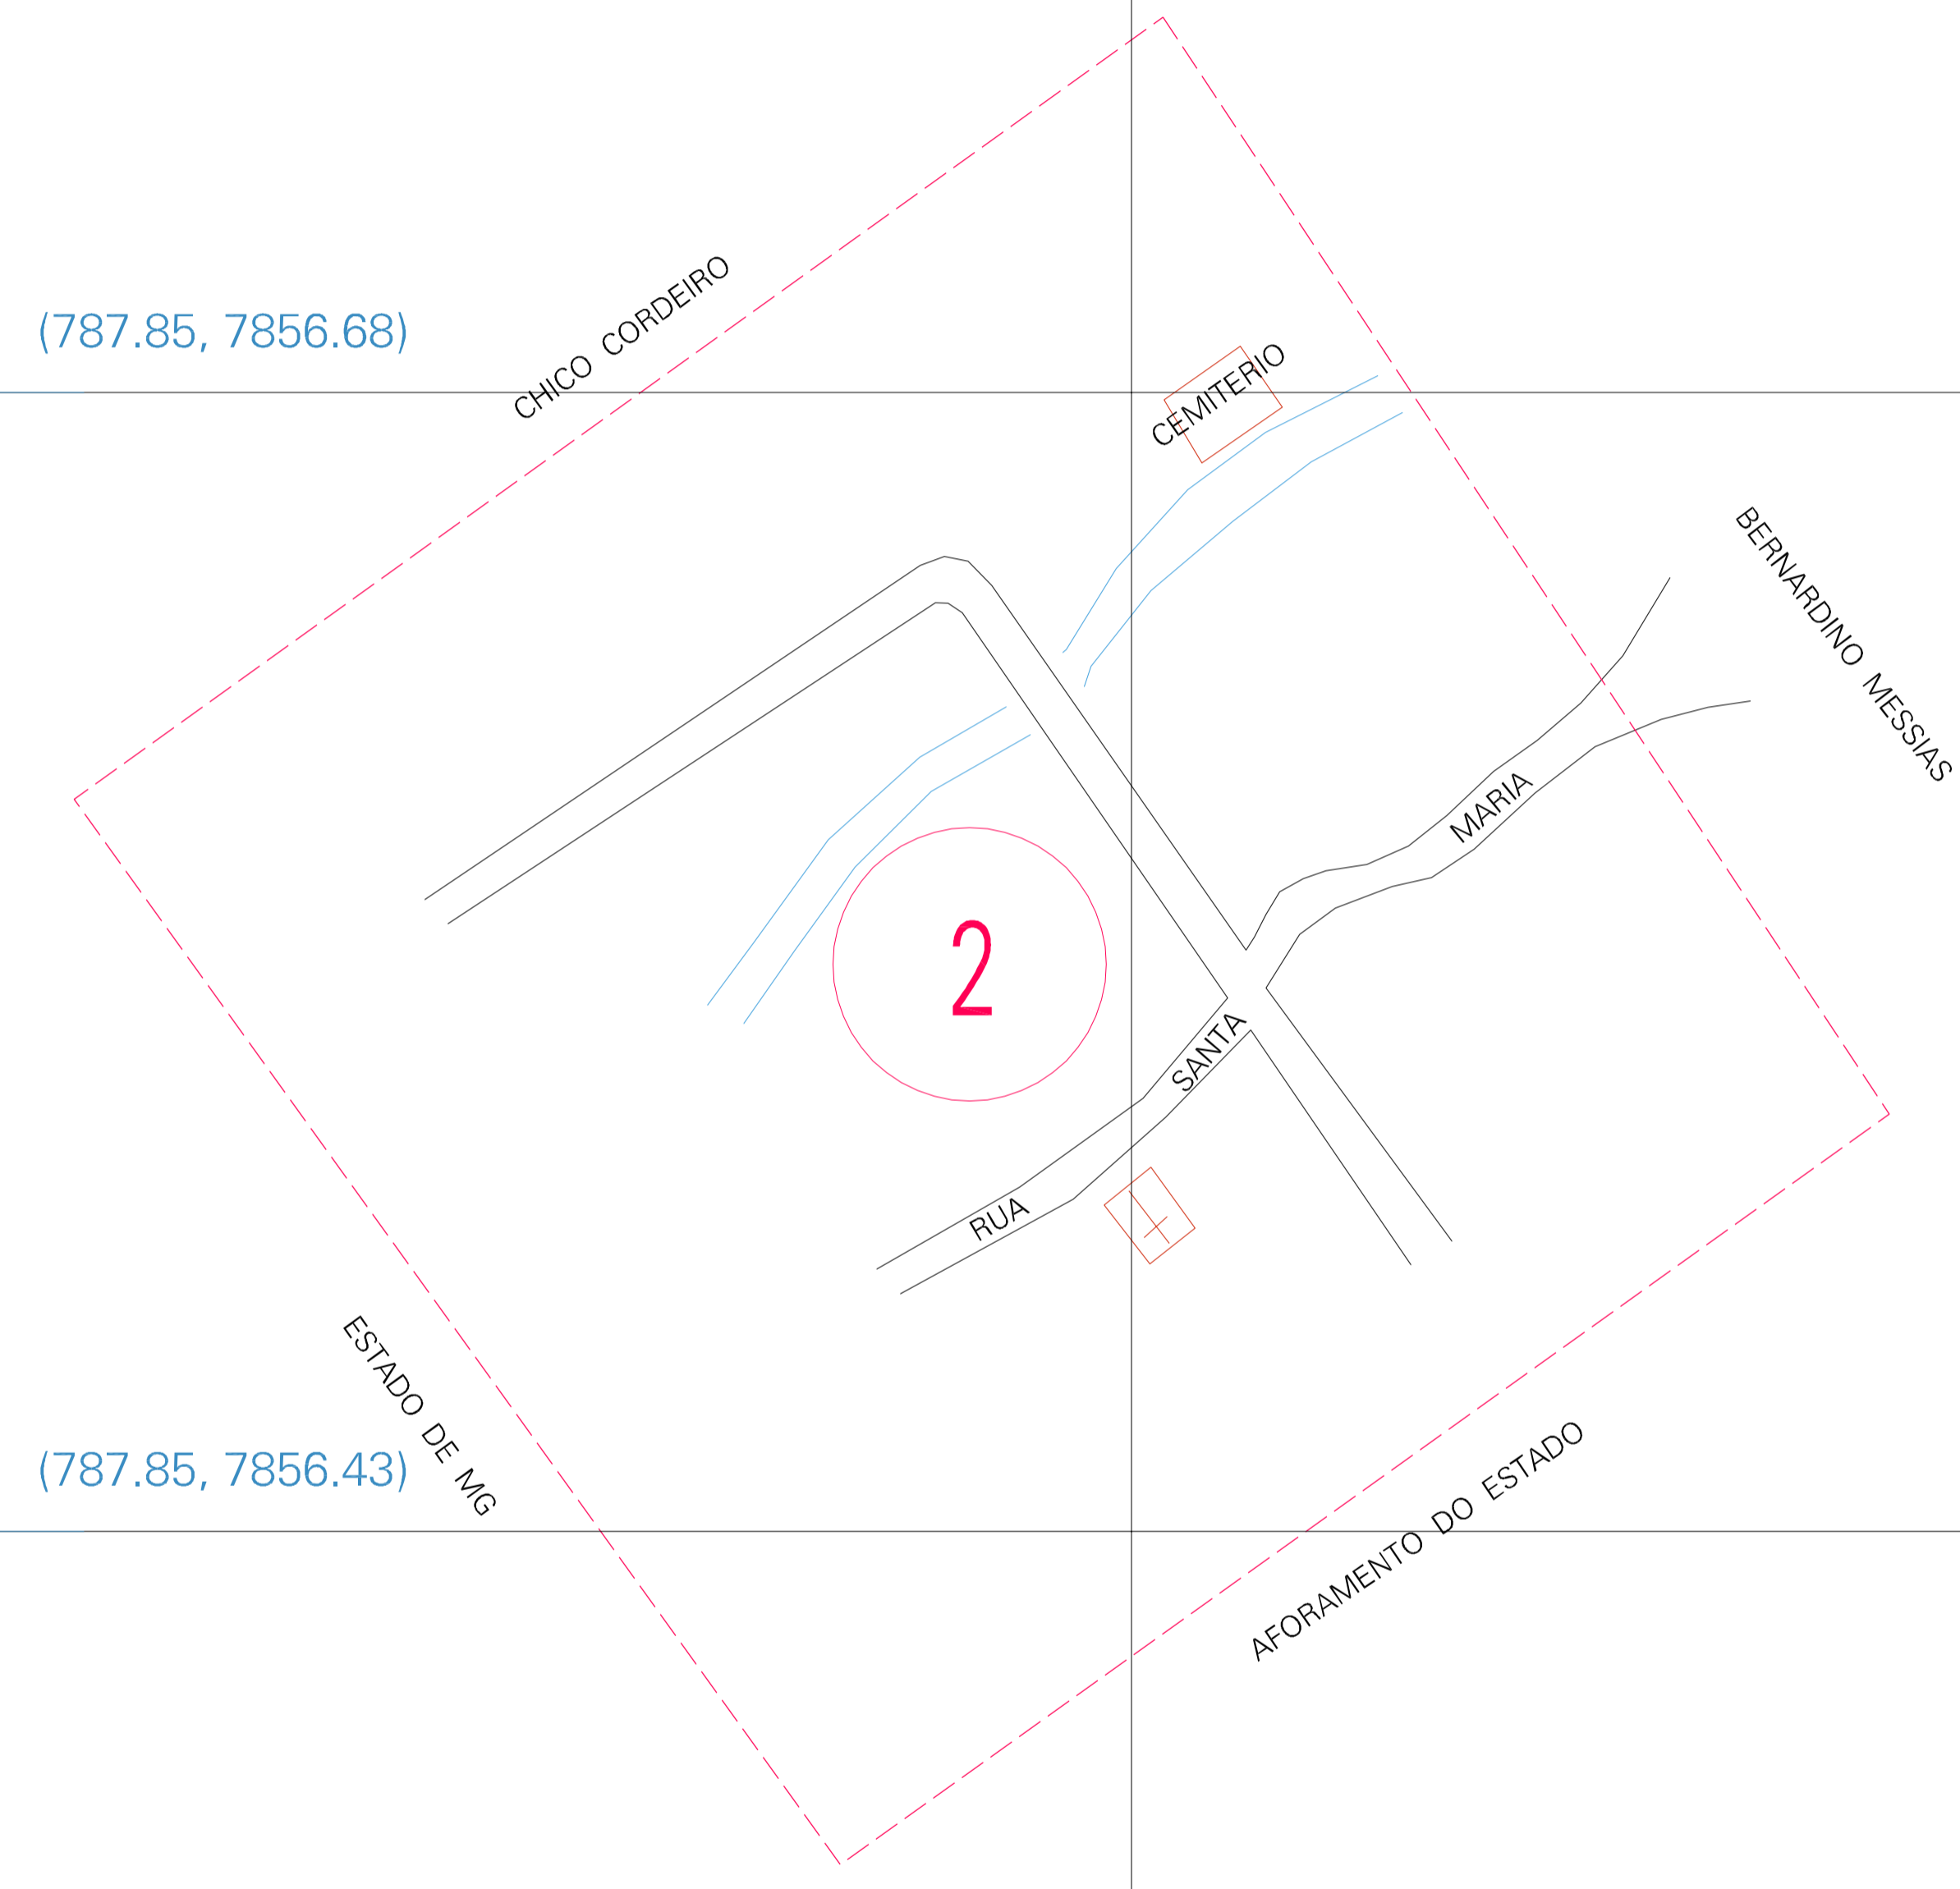 CHICO CORDEIRO
(787.85, 7856.68)
CEMITERIO
BERNARDINO MESSIAS
MARIA
2
SANTA
RUA
ESTADO DE MG
(787.85, 7856.43)
AFORAMENTO DO ESTADO